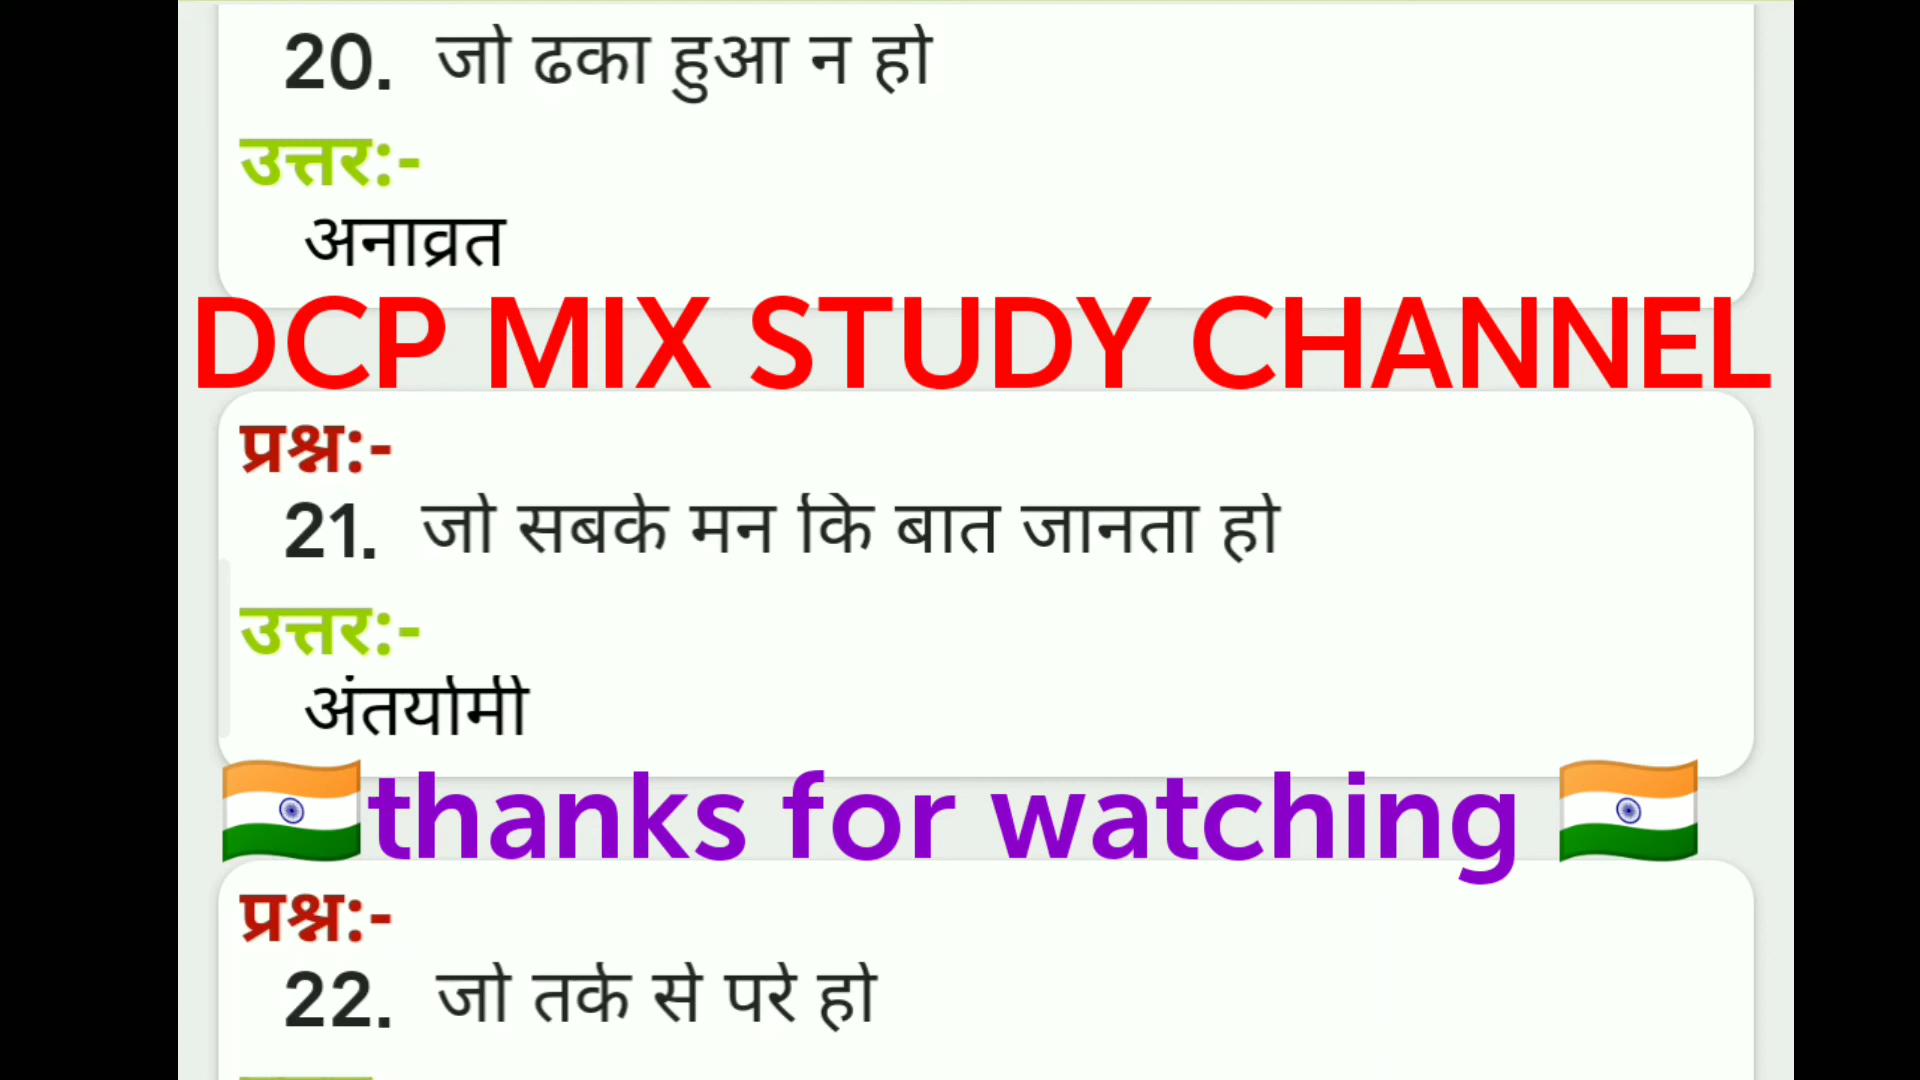 20. जो ढका हुआ न हो
उत्तर:-
अनाव्रत
DCP MIX STUDY CHANNEL
प्रश्न:-
21. जो सबके मन कि बात जानता हो
उत्तर:-
अंतर्यामी
thanks for watching
प्रश्न:-
22. जो तर्क से परे हो